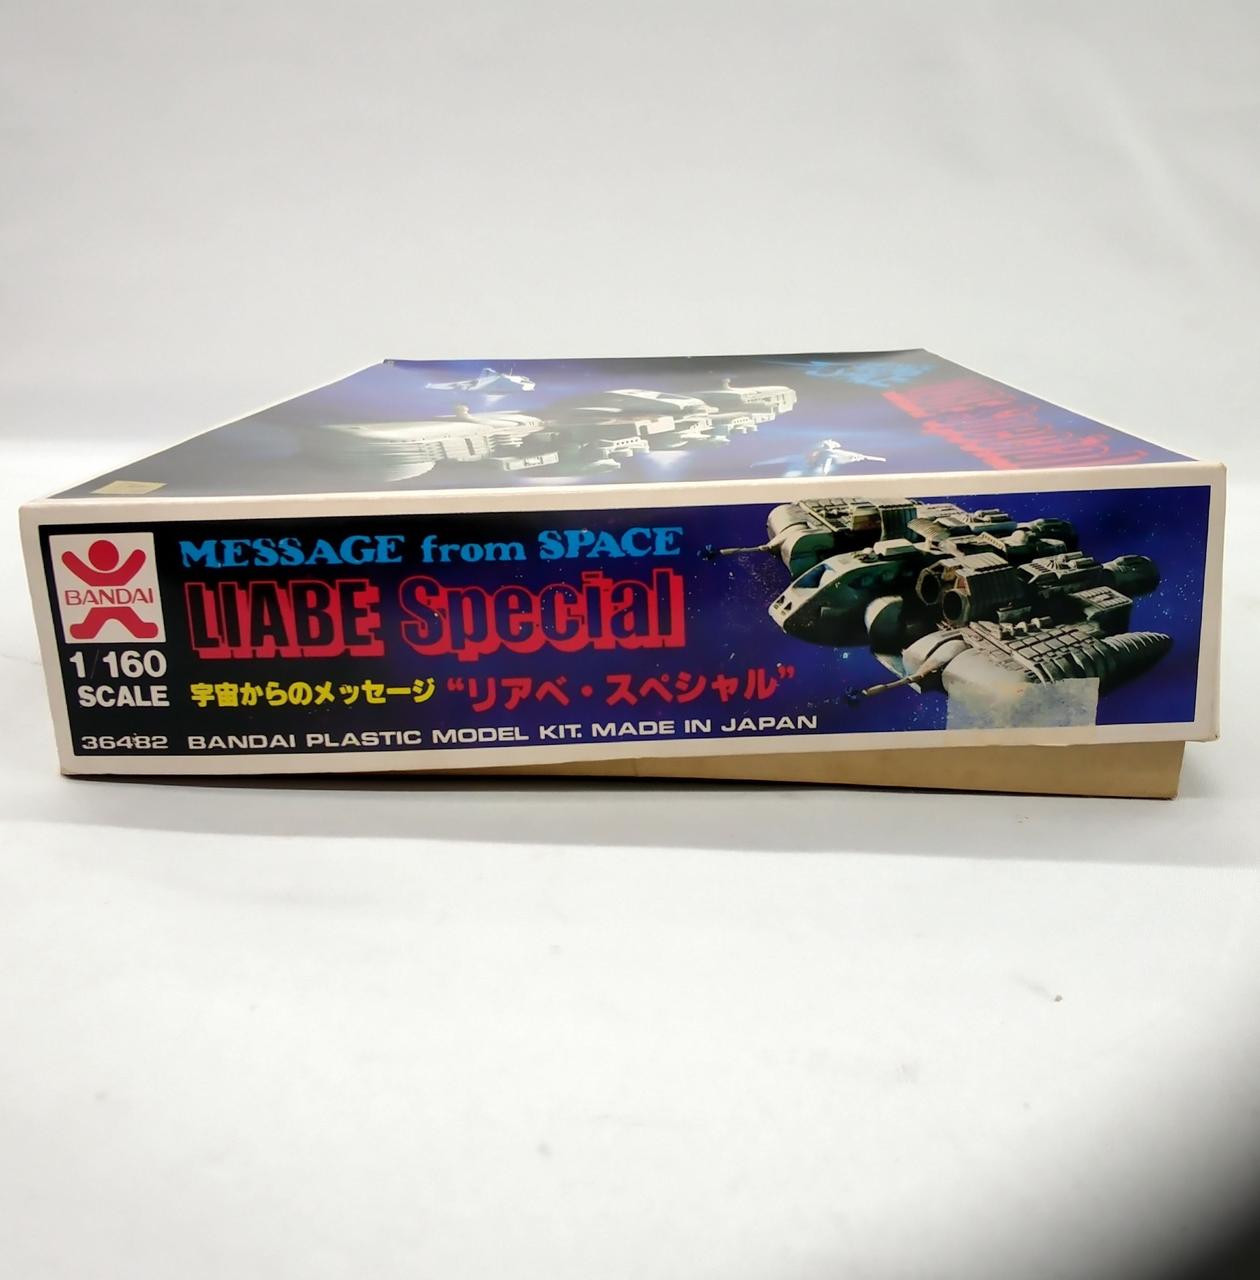 Special
MESSAGE from SPACE
LIABE Special
BANDAI
1/160
SCALE
宇宙からのメッセージ “リアベ・スペシャル”
36482 BANDAI PLASTIC MODEL KIT. MADE IN JAPAN